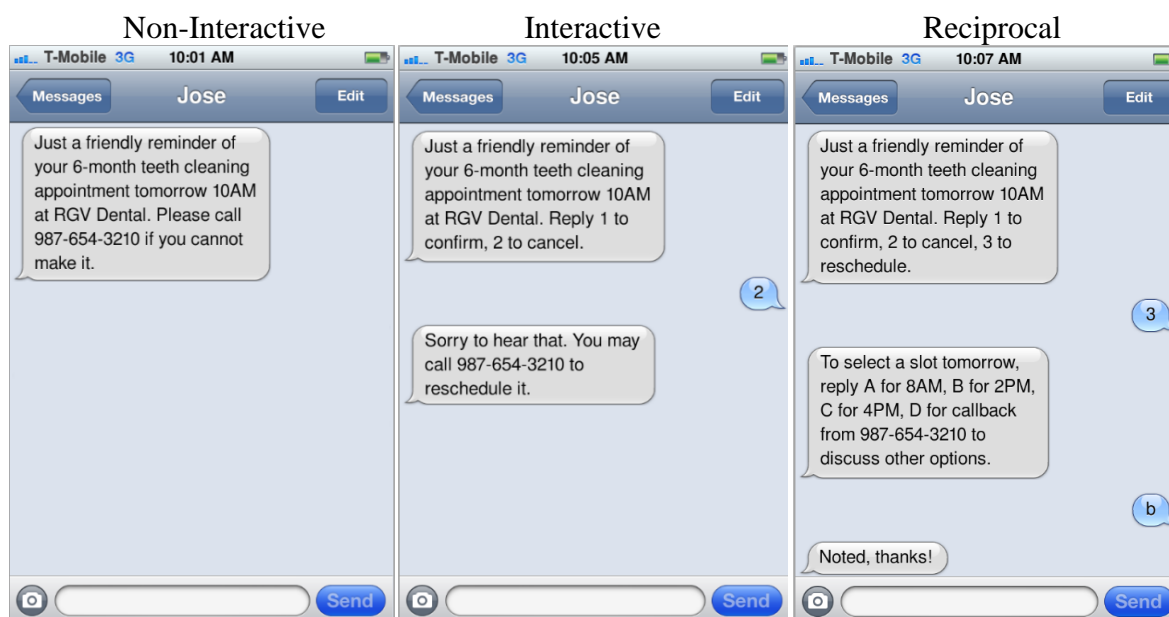 Non-Interactive
T-Mobile 3G 10:01 AM
Messages Jose Edit
Just a friendly reminder of
your 6-month teeth cleaning
appointment tomorrow 10AM
at RGV Dental. Please call
987-654-3210 if you cannot
make it.
Send
Interactive
T-Mobile 3G 10:05 AM
Messages Jose Edit
Just a friendly reminder of
your 6-month teeth cleaning
appointment tomorrow 10AM
at RGV Dental. Reply 1 to
confirm, 2 to cancel.
2
Sorry to hear that. You may
call 987-654-3210 to
reschedule it.
Send
Reciprocal
T-Mobile 3G 10:07 AM
Messages Jose Edit
Just a friendly reminder of
your 6-month teeth cleaning
appointment tomorrow 10AM
at RGV Dental. Reply 1 to
confirm, 2 to cancel, 3 to
reschedule.
3
To select a slot tomorrow,
reply A for 8AM, B for 2PM,
C for 4PM, D for callback
from 987-654-3210 to
discuss other options.
b
Noted, thanks!
Send